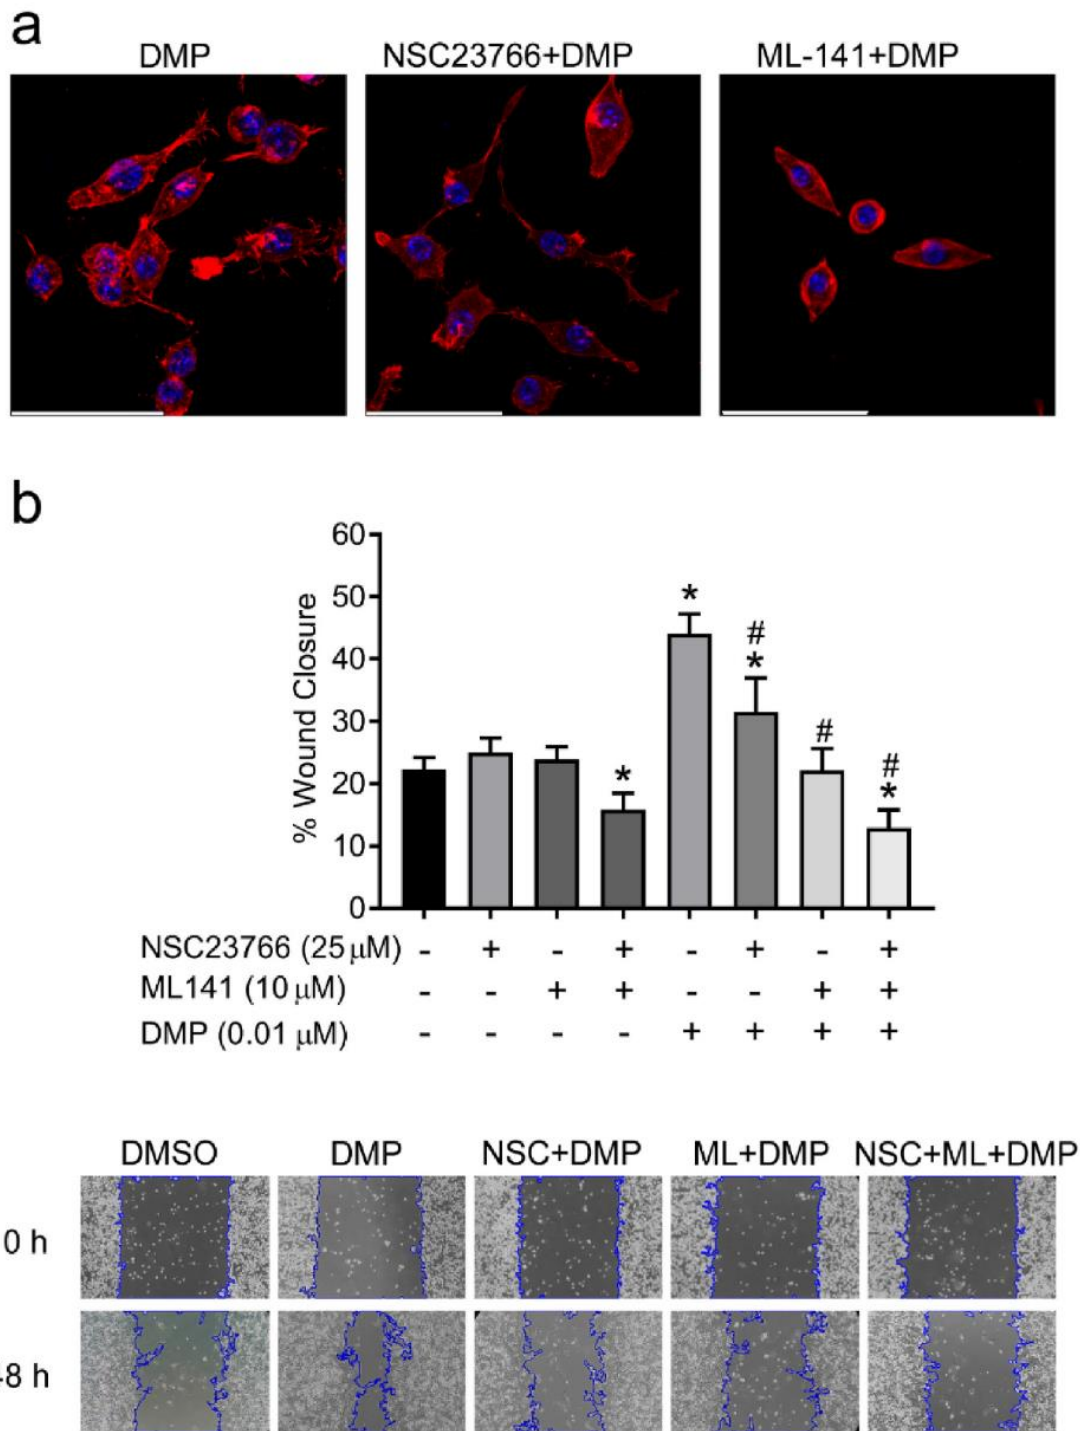 a
DMP
NSC23766+DMP
ML-141+DMP
b
% Wound Closure
60
50
40
30
20
10
0
*
*
#
*
#
#
*
NSC23766 (25 μM) - + - + - + - +
ML141 (10 μM) - - + + - - + +
DMP (0.01 μM) - - - - + + + +
DMSO DMP NSC+DMP ML+DMP NSC+ML+DMP
0 h
8 h